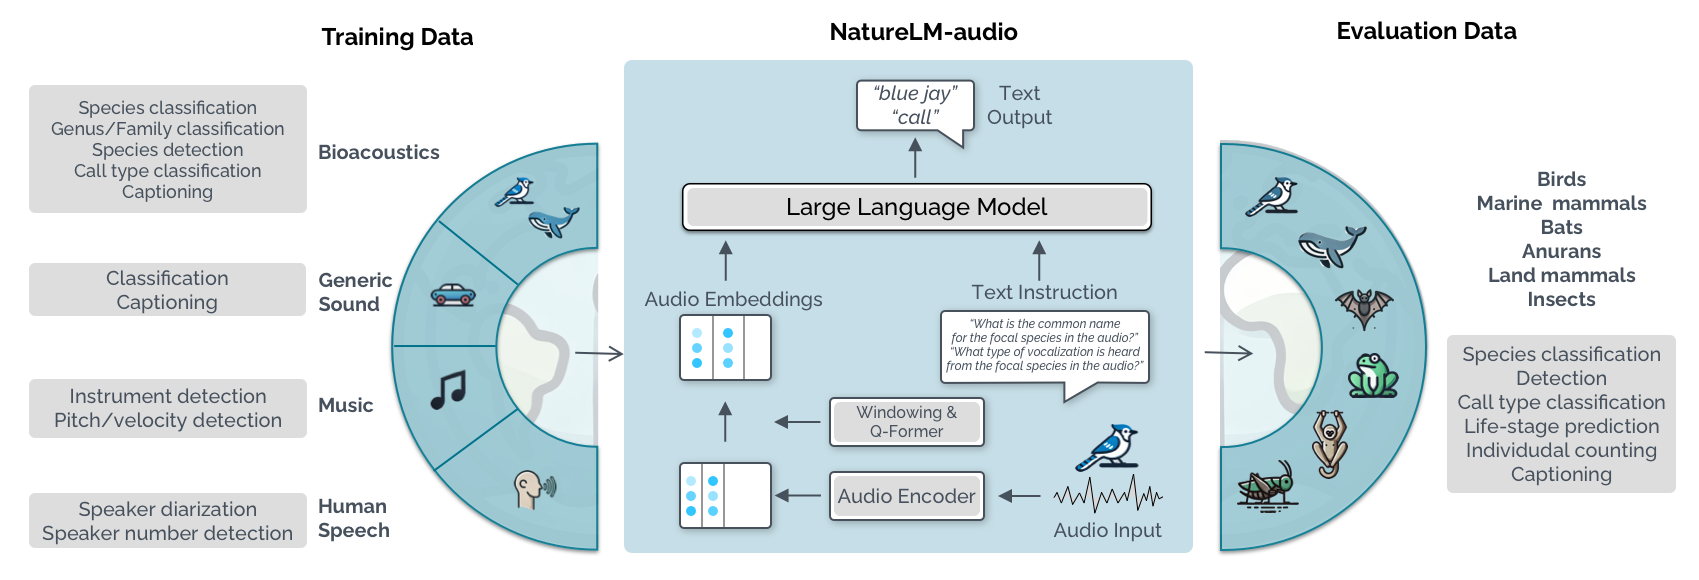 Training Data
Species classification
Genus/Family classification
Species detection
Call type classification
Captioning
Bioacoustics
Classification
Captioning
Generic
Sound
Instrument detection
Pitch/velocity detection
Music
Speaker diarization
Speaker number detection
Human
Speech
NatureLM-audio
“blue jay”
“call”
Text
Output
Large Language Model
Audio Embeddings
Text Instruction
“What is the common name
for the focal species in the audio?”
“What type of vocalization is heard
from the focal species in the audio?”
Windowing &
Q-Former
Audio Encoder
Audio Input
Evaluation Data
Birds
Marine mammals
Bats
Anurans
Land mammals
Insects
Species classification
Detection
Call type classification
Life-stage prediction
Individudal counting
Captioning